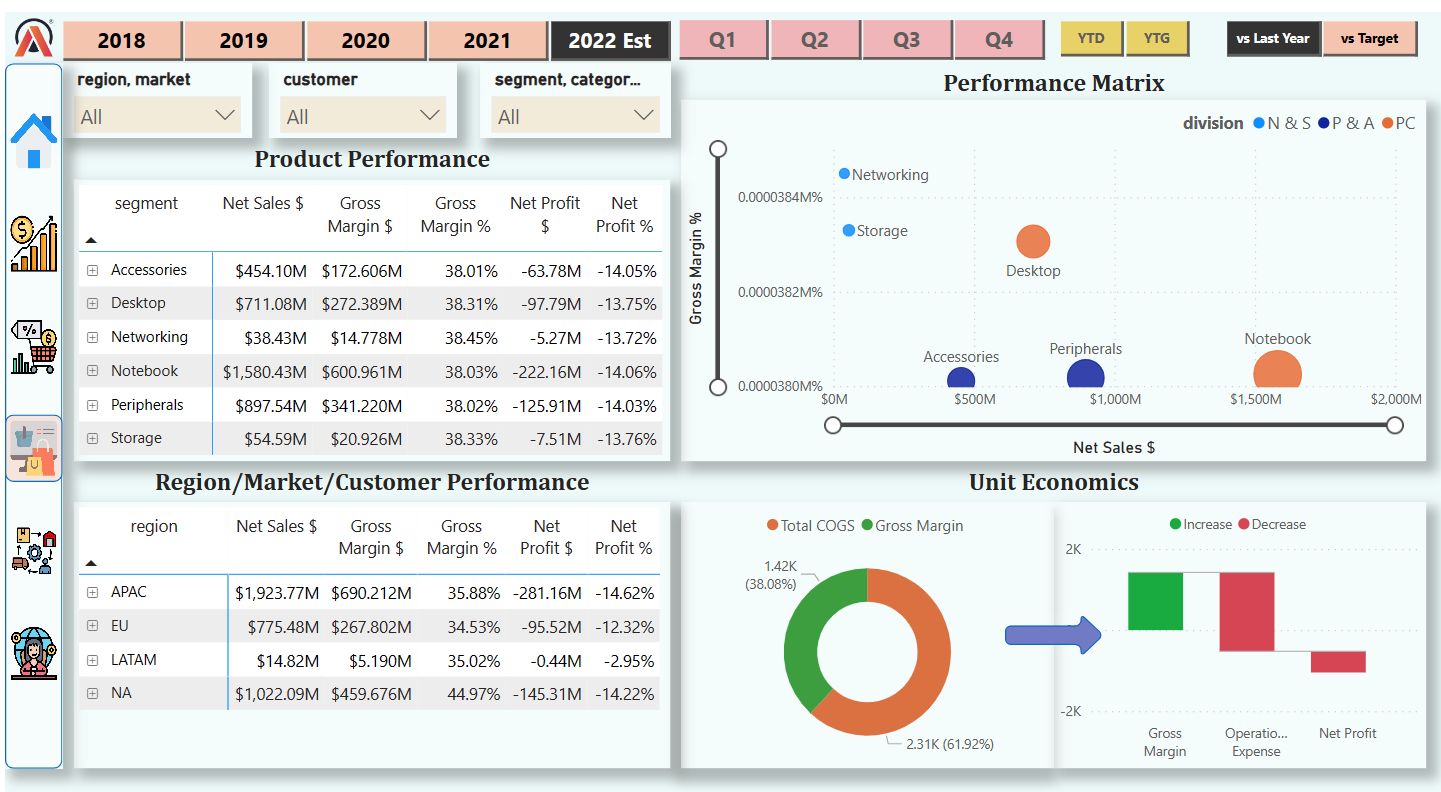 2018 2019 2020 2021 2022 Est Q1 Q2 Q3 Q4 YTD YTG vs Last Year vs Target
region, market customer segment, categor...
All All All
Product Performance
segment Net Sales $ Gross Margin $ Gross Margin % Net Profit $ Net Profit %
Accessories $454.10M $172.606M 38.01% -63.78M -14.05%
Desktop $711.08M $272.389M 38.31% -97.79M -13.75%
Networking $38.43M $14.778M 38.45% -5.27M -13.72%
Notebook $1,580.43M $600.961M 38.03% -222.16M -14.06%
Peripherals $897.54M $341.220M 38.02% -125.91M -14.03%
Storage $54.59M $20.926M 38.33% -7.51M -13.76%
Performance Matrix
division N & S P & A PC
Gross Margin %
0.0000384M%
0.0000382M%
0.0000380M%
Networking
Storage
Desktop
Accessories
Peripherals
Notebook
$0M $500M $1,000M $1,500M $2,000M
Net Sales $
Region/Market/Customer Performance
region Net Sales $ Gross Margin $ Gross Margin % Net Profit $ Net Profit %
APAC $1,923.77M $690.212M 35.88% -281.16M -14.62%
EU $775.48M $267.802M 34.53% -95.52M -12.32%
LATAM $14.82M $5.190M 35.02% -0.44M -2.95%
NA $1,022.09M $459.676M 44.97% -145.31M -14.22%
Unit Economics
Total COGS Gross Margin
1.42K
(38.08%)
2.31K (61.92%)
Increase Decrease
2K
-2K
Gross Margin Operatio... Expense Net Profit